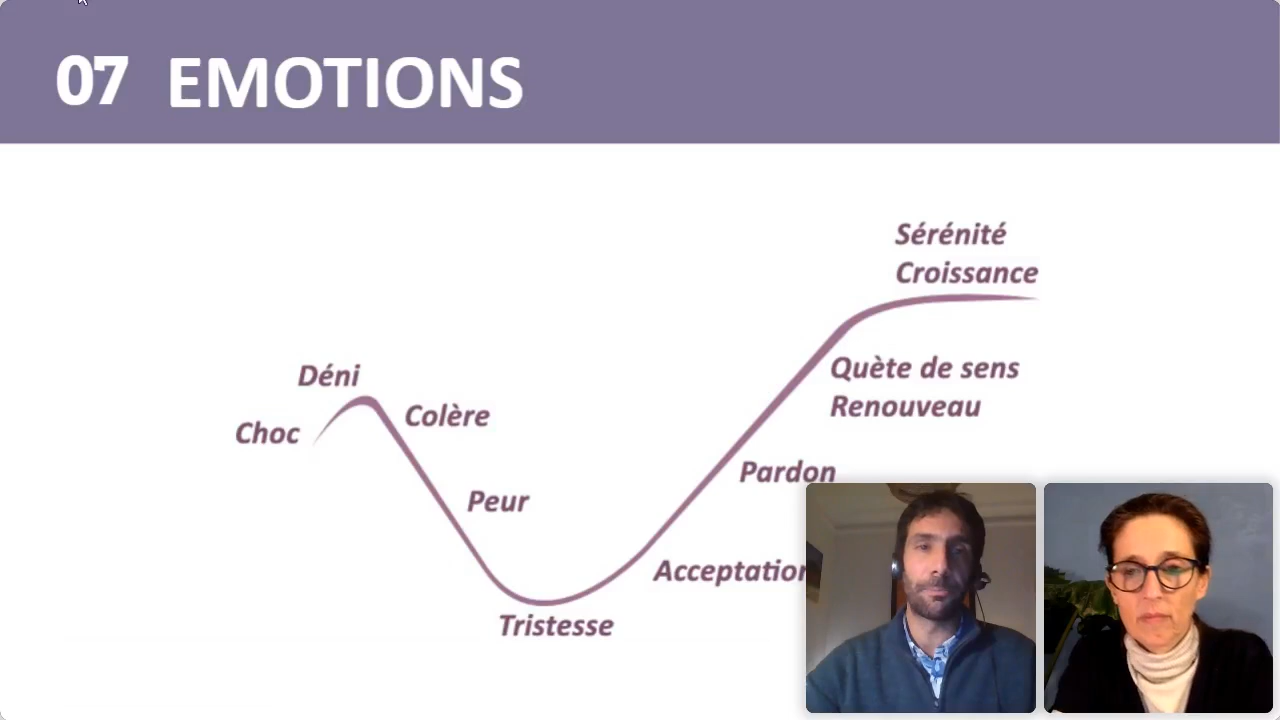 07 EMOTIONS
Sérénité
Croissance
Déni
Choc
Colère
Quète de sens
Renouveau
Peur
Pardon
Acceptation
Tristesse